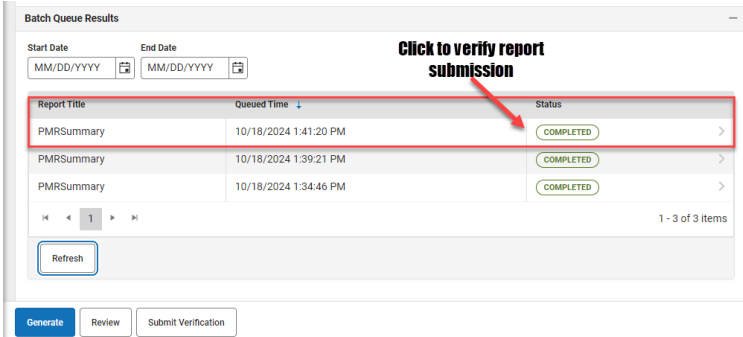 Batch Queue Results
Start Date End Date
MM/DD/YYYY MM/DD/YYYY
Click to verify report
submission
Report Title Queued Time ↓ Status
PMRSummary 10/18/2024 1:41:20 PM COMPLETED
PMRSummary 10/18/2024 1:39:21 PM COMPLETED
PMRSummary 10/18/2024 1:34:46 PM COMPLETED
1 1 - 3 of 3 items
Refresh
Generate Review Submit Verification